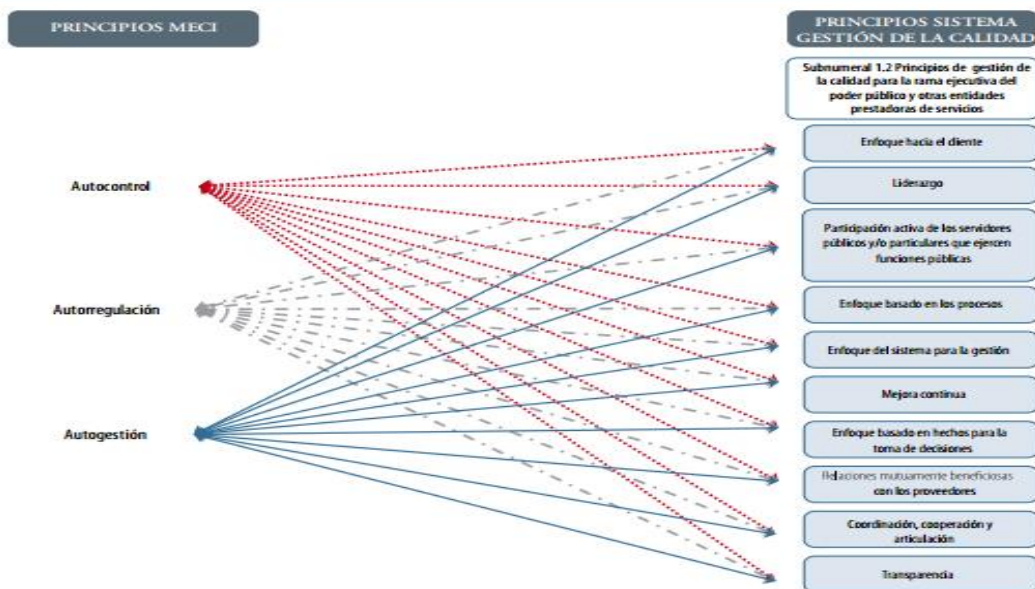 PRINCIPIOS MECI
PRINCIPIOS SISTEMA
GESTIÓN DE LA CALIDAD
Subnumeral 1.2 Principios de gestión de
la calidad para la rama ejecutiva del
poder público y otras entidades
prestadoras de servicios
Autocontrol
Autorregulación
Autogestión
Enfoque hacia el cliente
Liderazgo
Participación activa de los servidores
públicos y/o particulares que ejercen
funciones públicas
Enfoque basado en los procesos
Enfoque del sistema para la gestión
Mejora continua
Enfoque basado en hechos para la
toma de decisiones
Relaciones mutuamente beneficiosas
con los proveedores
Coordinación, cooperación y
articulación
Transparencia